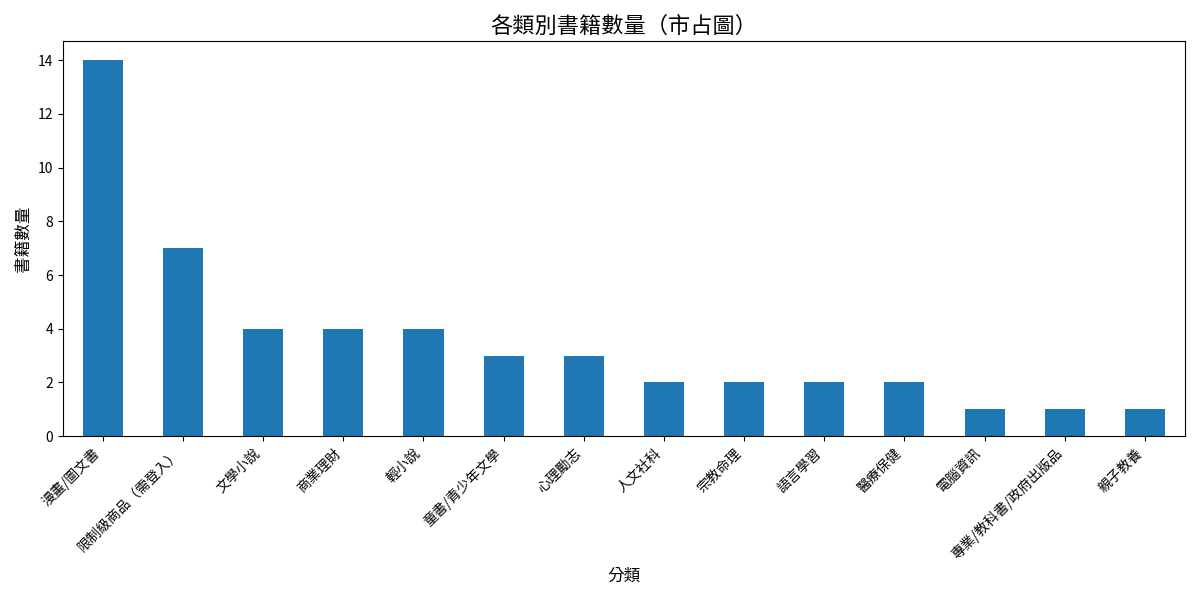 各類別書籍數量（市占圖）
書籍數量
14
12
10
8
6
4
2
0
漫畫/圖文書
限制級商品（需登入）
文學小說
商業理財
輕小說
童書/青少年文學
心理勵志
人文社科
宗教命理
語言學習
醫療保健
電腦資訊
專業/教科書/政府出版品
親子教養
分類